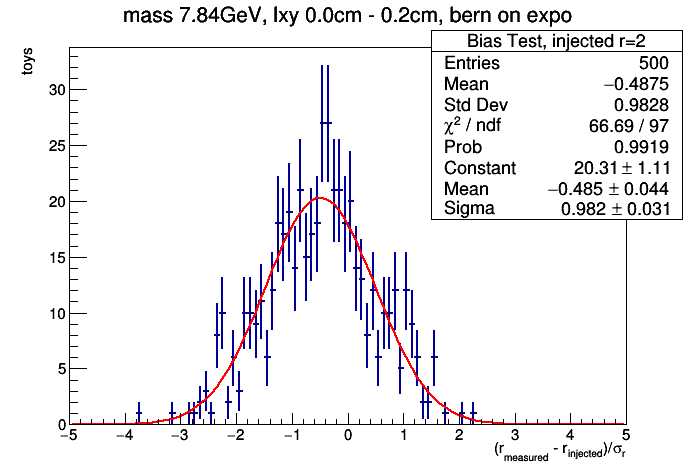 mass 7.84GeV, lxy 0.0cm - 0.2cm, bern on expo
Bias Test, injected r=2
Entries 500
Mean −0.4875
Std Dev 0.9828
χ² / ndf 66.69 / 97
Prob 0.9919
Constant 20.31 ± 1.11
Mean −0.485 ± 0.044
Sigma 0.982 ± 0.031
toys
30
25
20
15
10
5
0
−5 −4 −3 −2 −1 0 1 2 3 4 5
(r_measured - r_injected)/σ_r